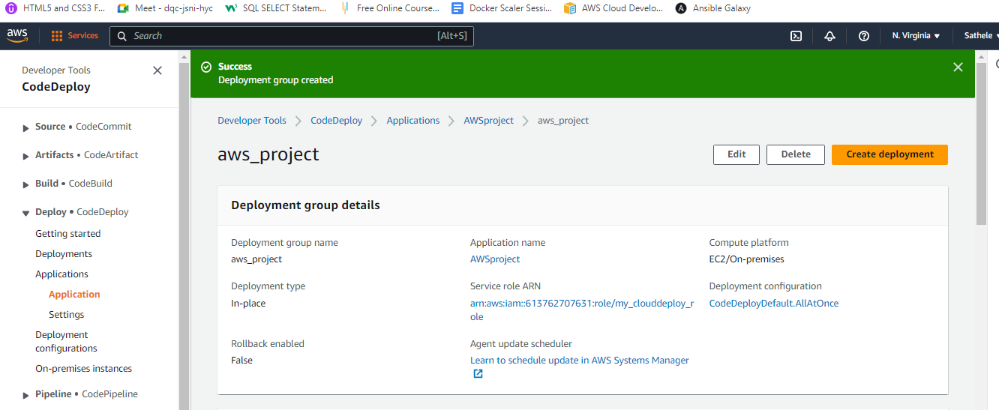 HTML5 and CSS3 F...
Meet - dqc-jsni-hyc
SQL SELECT Statem...
Free Online Course...
Docker Scaler Sessi...
AWS Cloud Develo...
Ansible Galaxy
aws
Services
Search
[Alt+S]
N. Virginia
Sathele
Developer Tools
CodeDeploy
Source • CodeCommit
Artifacts • CodeArtifact
Build • CodeBuild
Deploy • CodeDeploy
Getting started
Deployments
Applications
Application
Settings
Deployment
configurations
On-premises instances
Pipeline • CodePipeline
Success
Deployment group created
Developer Tools > CodeDeploy > Applications > AWSproject > aws_project
aws_project
Edit
Delete
Create deployment
Deployment group details
Deployment group name
aws_project
Application name
AWSproject
Compute platform
EC2/On-premises
Deployment type
In-place
Service role ARN
arn:aws:iam::613762707631:role/my_clouddeploy_r
ole
Deployment configuration
CodeDeployDefault.AllAtOnce
Rollback enabled
False
Agent update scheduler
Learn to schedule update in AWS Systems Manager